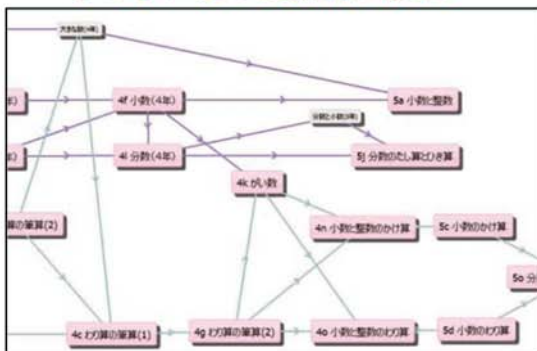 大きな数(4年)
4f 小数(4年)
5a 小数と整数
分数と小数(5年)
4l 分数(4年)
5j 分数のたし算とひき算
4k がい数
算の筆算(2)
4n 小数と整数のかけ算
5c 小数のかけ算
5o 分
4c わり算の筆算(1)
4g わり算の筆算(2)
4o 小数と整数のわり算
5d 小数のわり算